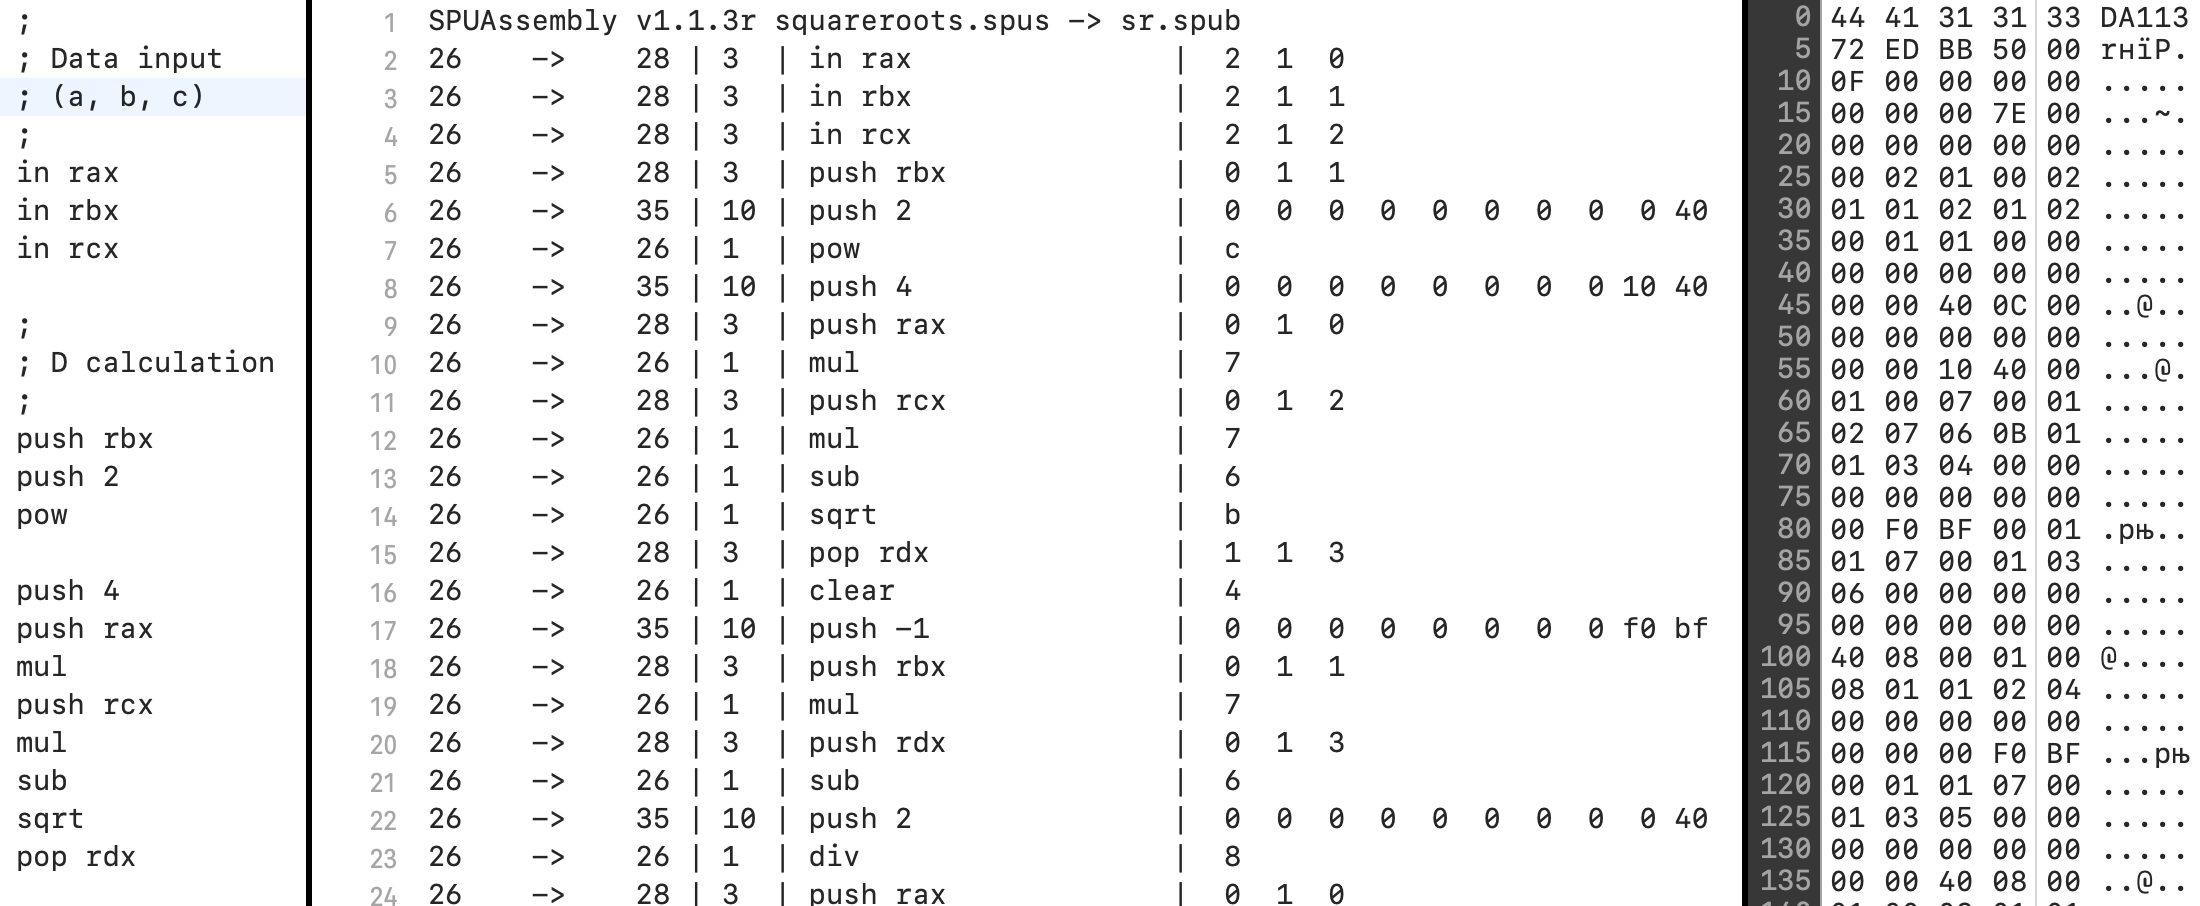 ;
; Data input
; (a, b, c)
;
in rax
in rbx
in rcx
;
; D calculation
;
push rbx
push 2
pow
push 4
push rax
mul
push rcx
mul
sub
sqrt
pop rdx
1 SPUAssembly v1.1.3r squareroots.spus -> sr.spub
2 26 -> 28 | 3 | in rax | 2 1 0
3 26 -> 28 | 3 | in rbx | 2 1 1
4 26 -> 28 | 3 | in rcx | 2 1 2
5 26 -> 28 | 3 | push rbx | 0 1 1
6 26 -> 35 | 10 | push 2 | 0 0 0 0 0 0 0 0 0 40
7 26 -> 26 | 1 | pow | c
8 26 -> 35 | 10 | push 4 | 0 0 0 0 0 0 0 0 10 40
9 26 -> 28 | 3 | push rax | 0 1 0
10 26 -> 26 | 1 | mul | 7
11 26 -> 28 | 3 | push rcx | 0 1 2
12 26 -> 26 | 1 | mul | 7
13 26 -> 26 | 1 | sub | 6
14 26 -> 26 | 1 | sqrt | b
15 26 -> 28 | 3 | pop rdx | 1 1 3
16 26 -> 26 | 1 | clear | 4
17 26 -> 35 | 10 | push -1 | 0 0 0 0 0 0 0 0 f0 bf
18 26 -> 28 | 3 | push rbx | 0 1 1
19 26 -> 26 | 1 | mul | 7
20 26 -> 28 | 3 | push rdx | 0 1 3
21 26 -> 26 | 1 | sub | 6
22 26 -> 35 | 10 | push 2 | 0 0 0 0 0 0 0 0 0 40
23 26 -> 26 | 1 | div | 8
24 26 -> 28 | 3 | push rax | 0 1 0
0 44 41 31 31 33 DA113
5 72 ED BB 50 00 rнїP.
10 0F 00 00 00 00 .....
15 00 00 00 7E 00 ...~.
20 00 00 00 00 00 .....
25 00 02 01 00 02 .....
30 01 01 02 01 02 .....
35 00 01 01 00 00 .....
40 00 00 00 00 00 .....
45 00 00 40 0C 00 ..@..
50 00 00 00 00 00 .....
55 00 00 10 40 00 ...@.
60 01 00 07 00 01 .....
65 02 07 06 0B 01 .....
70 01 03 04 00 00 .....
75 00 00 00 00 00 .....
80 00 F0 BF 00 01 .рњ..
85 01 07 00 01 03 .....
90 06 00 00 00 00 .....
95 00 00 00 00 00 .....
100 40 08 00 01 00 @....
105 08 01 01 02 04 .....
110 00 00 00 00 00 .....
115 00 00 00 F0 BF ...рњ
120 00 01 01 07 00 .....
125 01 03 05 00 00 .....
130 00 00 00 00 00 .....
135 00 00 40 08 00 ..@..